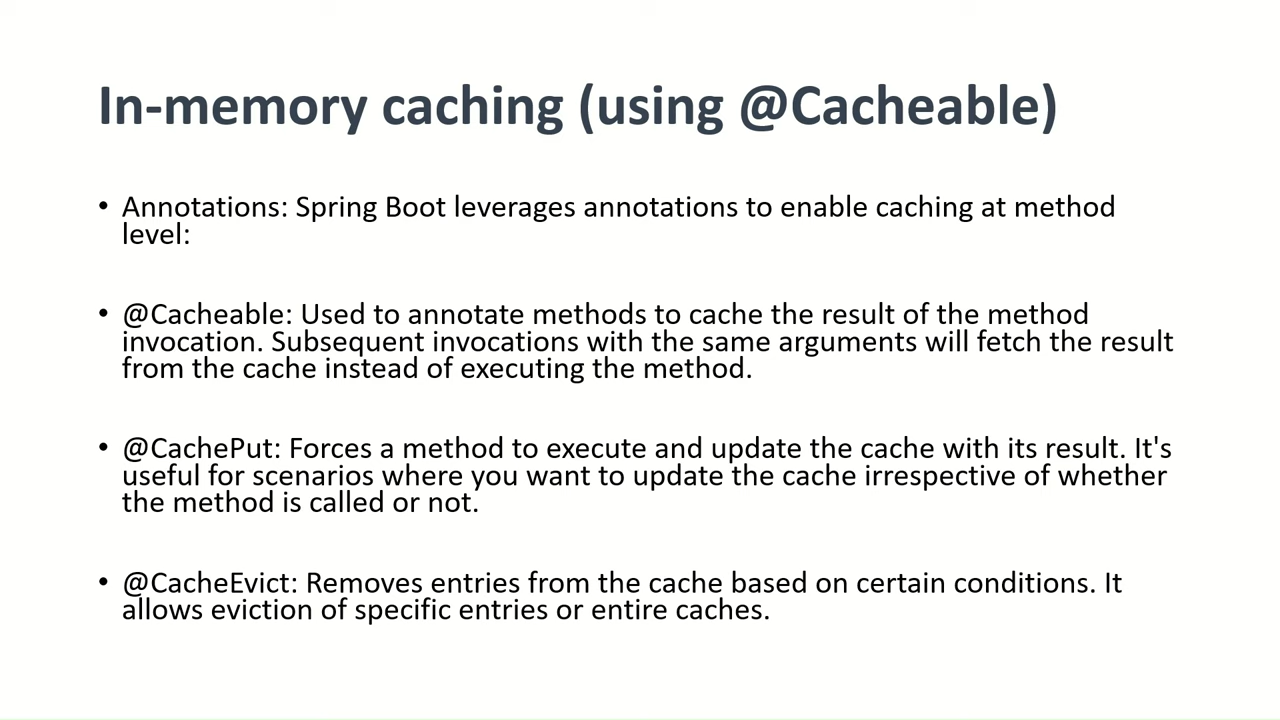 In-memory caching (using @Cacheable)
• Annotations: Spring Boot leverages annotations to enable caching at method
level:
• @Cacheable: Used to annotate methods to cache the result of the method
invocation. Subsequent invocations with the same arguments will fetch the result
from the cache instead of executing the method.
• @CachePut: Forces a method to execute and update the cache with its result. It's
useful for scenarios where you want to update the cache irrespective of whether
the method is called or not.
• @CacheEvict: Removes entries from the cache based on certain conditions. It
allows eviction of specific entries or entire caches.